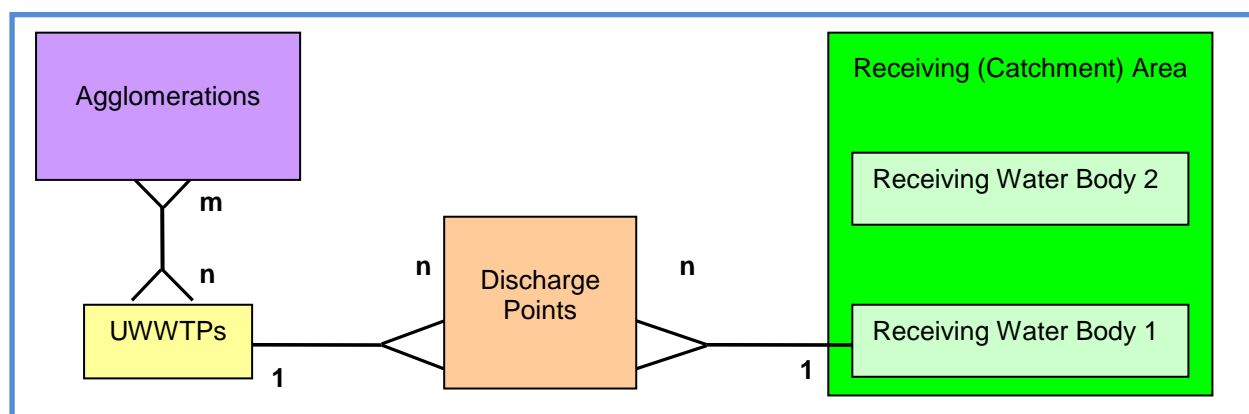 Agglomerations
m
n
UWWTPs
1
n
Discharge
Points
n
1
Receiving (Catchment) Area
Receiving Water Body 2
Receiving Water Body 1